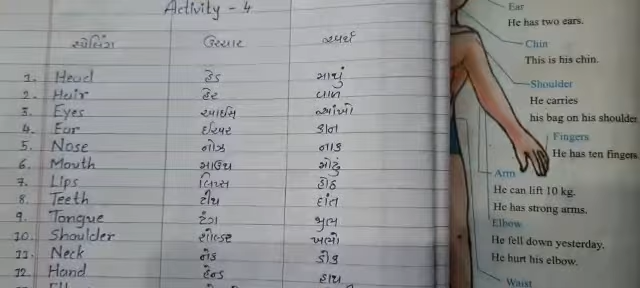 Activity - 4
સ્પેલિંગ ઉચ્ચાર અર્થ
1. Head હેડ માથું
2. Hair હેર વાળ
3. Eyes આઈઝ આંખો
4. Ear ઈયર કાન
5. Nose નોઝ નાક
6. Mouth માઉથ મોઢું
7. Lips લિપ્સ હોઠ
8. Teeth ટીથ દાંત
9. Tongue ટંગ જીભ
10. Shoulder શોલ્ડર ખભો
11. Neck નેક ડોક
12. Hand હેન્ડ હાથ
Ear
He has two ears.
Chin
This is his chin.
Shoulder
He carries
his bag on his shoulder
Fingers
He has ten fingers
Arm
He can lift 10 kg.
He has strong arms.
Elbow
He fell down yesterday.
He hurt his elbow.
Waist